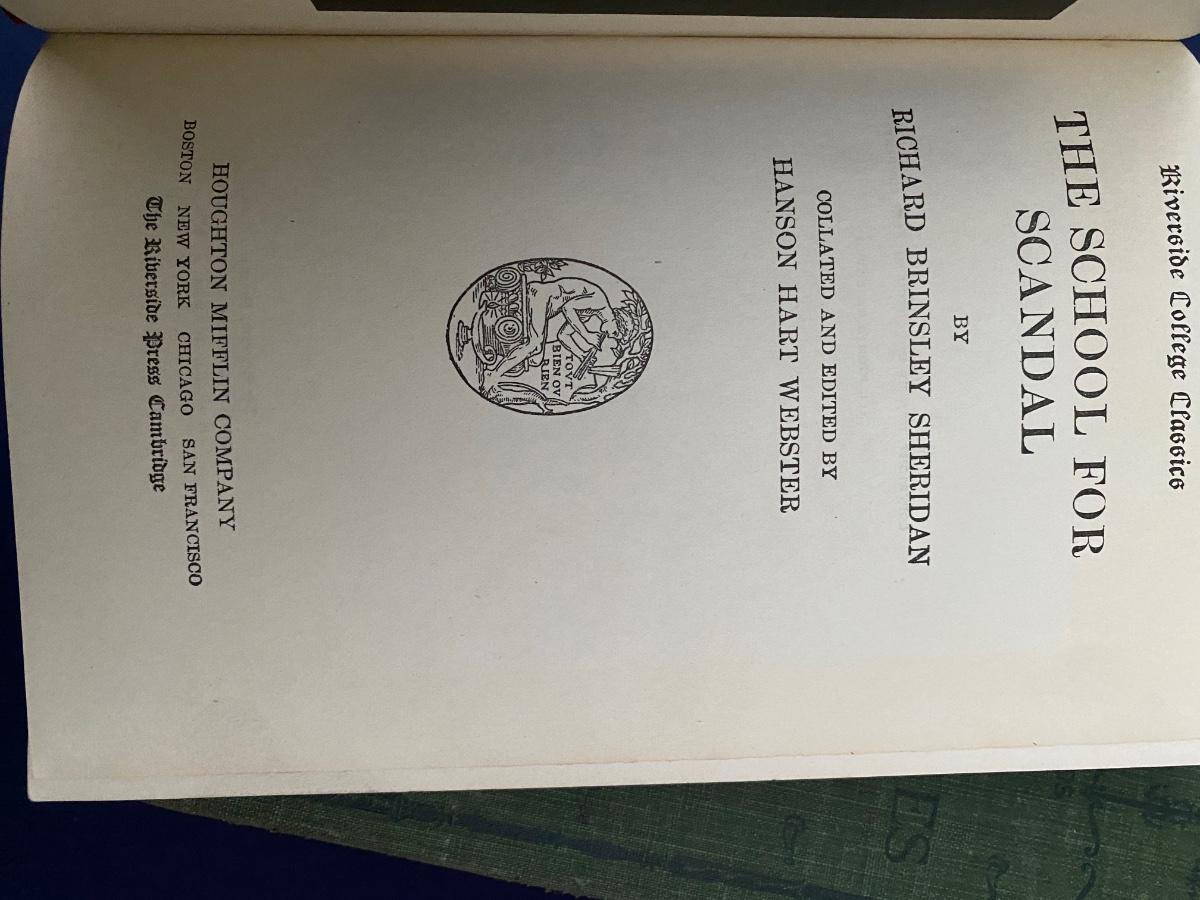 Riverside College Classics
THE SCHOOL FOR
SCANDAL
BY
RICHARD BRINSLEY SHERIDAN
COLLATED AND EDITED BY
HANSON HART WEBSTER
TOVT
BIEN OV
RIEN
HOUGHTON MIFFLIN COMPANY
BOSTON NEW YORK CHICAGO SAN FRANCISCO
The Riverside Press Cambridge
ES